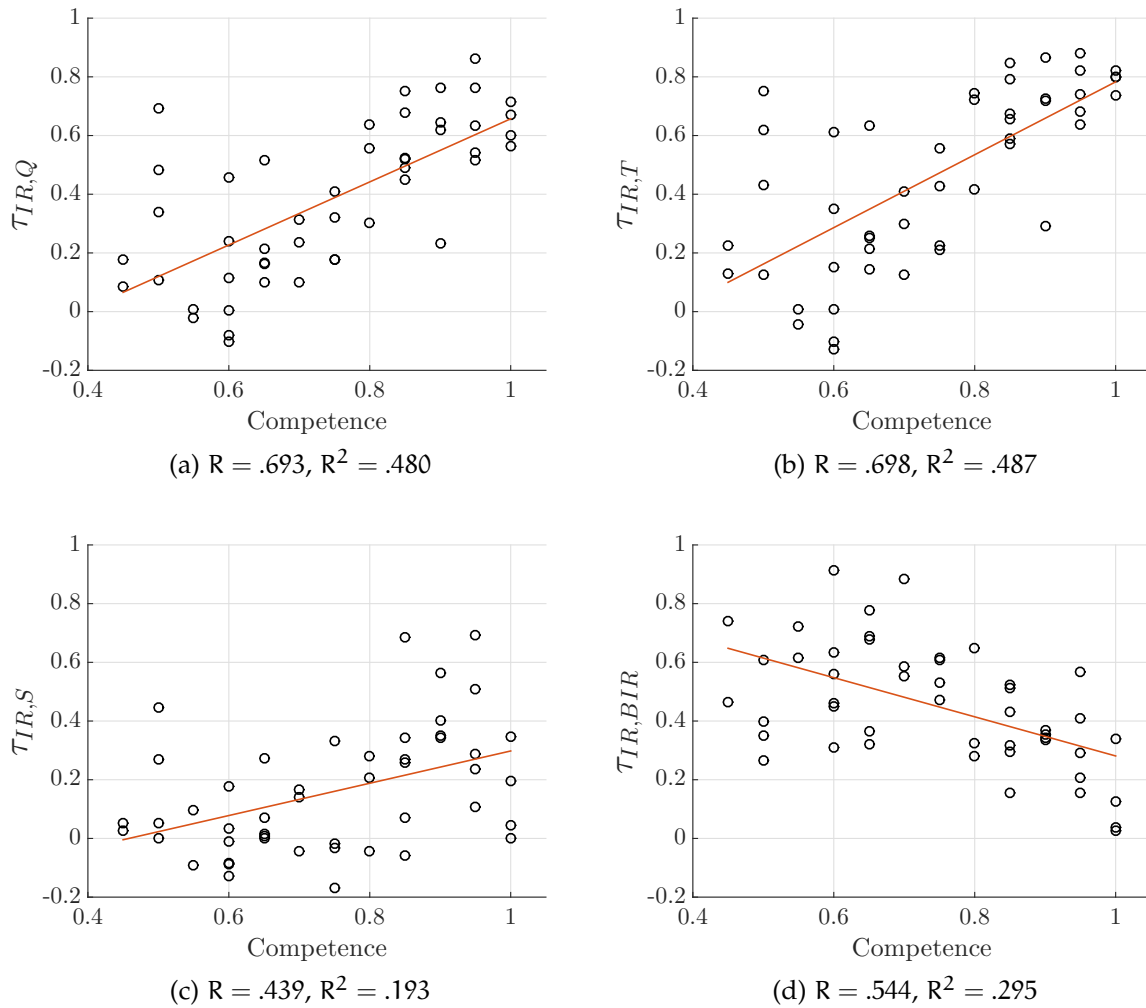 1
0.8
0.6
0.4
0.2
0
-0.2
τIR,Q
0.4 0.6 0.8 1
Competence
(a) R = .693, R² = .480
1
0.8
0.6
0.4
0.2
0
-0.2
τIR,T
0.4 0.6 0.8 1
Competence
(b) R = .698, R² = .487
1
0.8
0.6
0.4
0.2
0
-0.2
τIR,S
0.4 0.6 0.8 1
Competence
(c) R = .439, R² = .193
1
0.8
0.6
0.4
0.2
0
-0.2
τIR,BIR
0.4 0.6 0.8 1
Competence
(d) R = .544, R² = .295